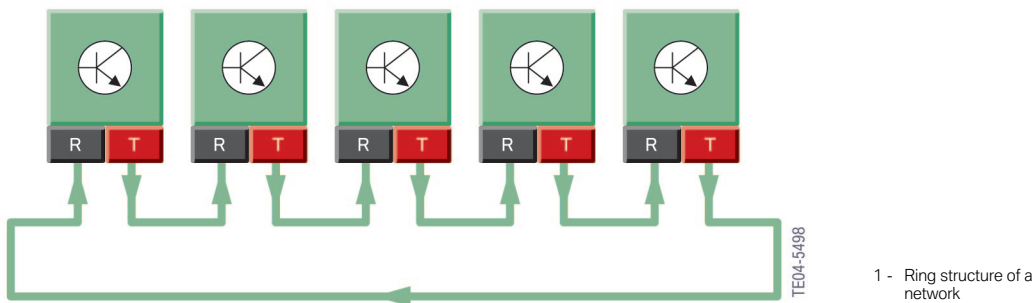 R T R T R T R T R T
TE04-5498
1 - Ring structure of a
network